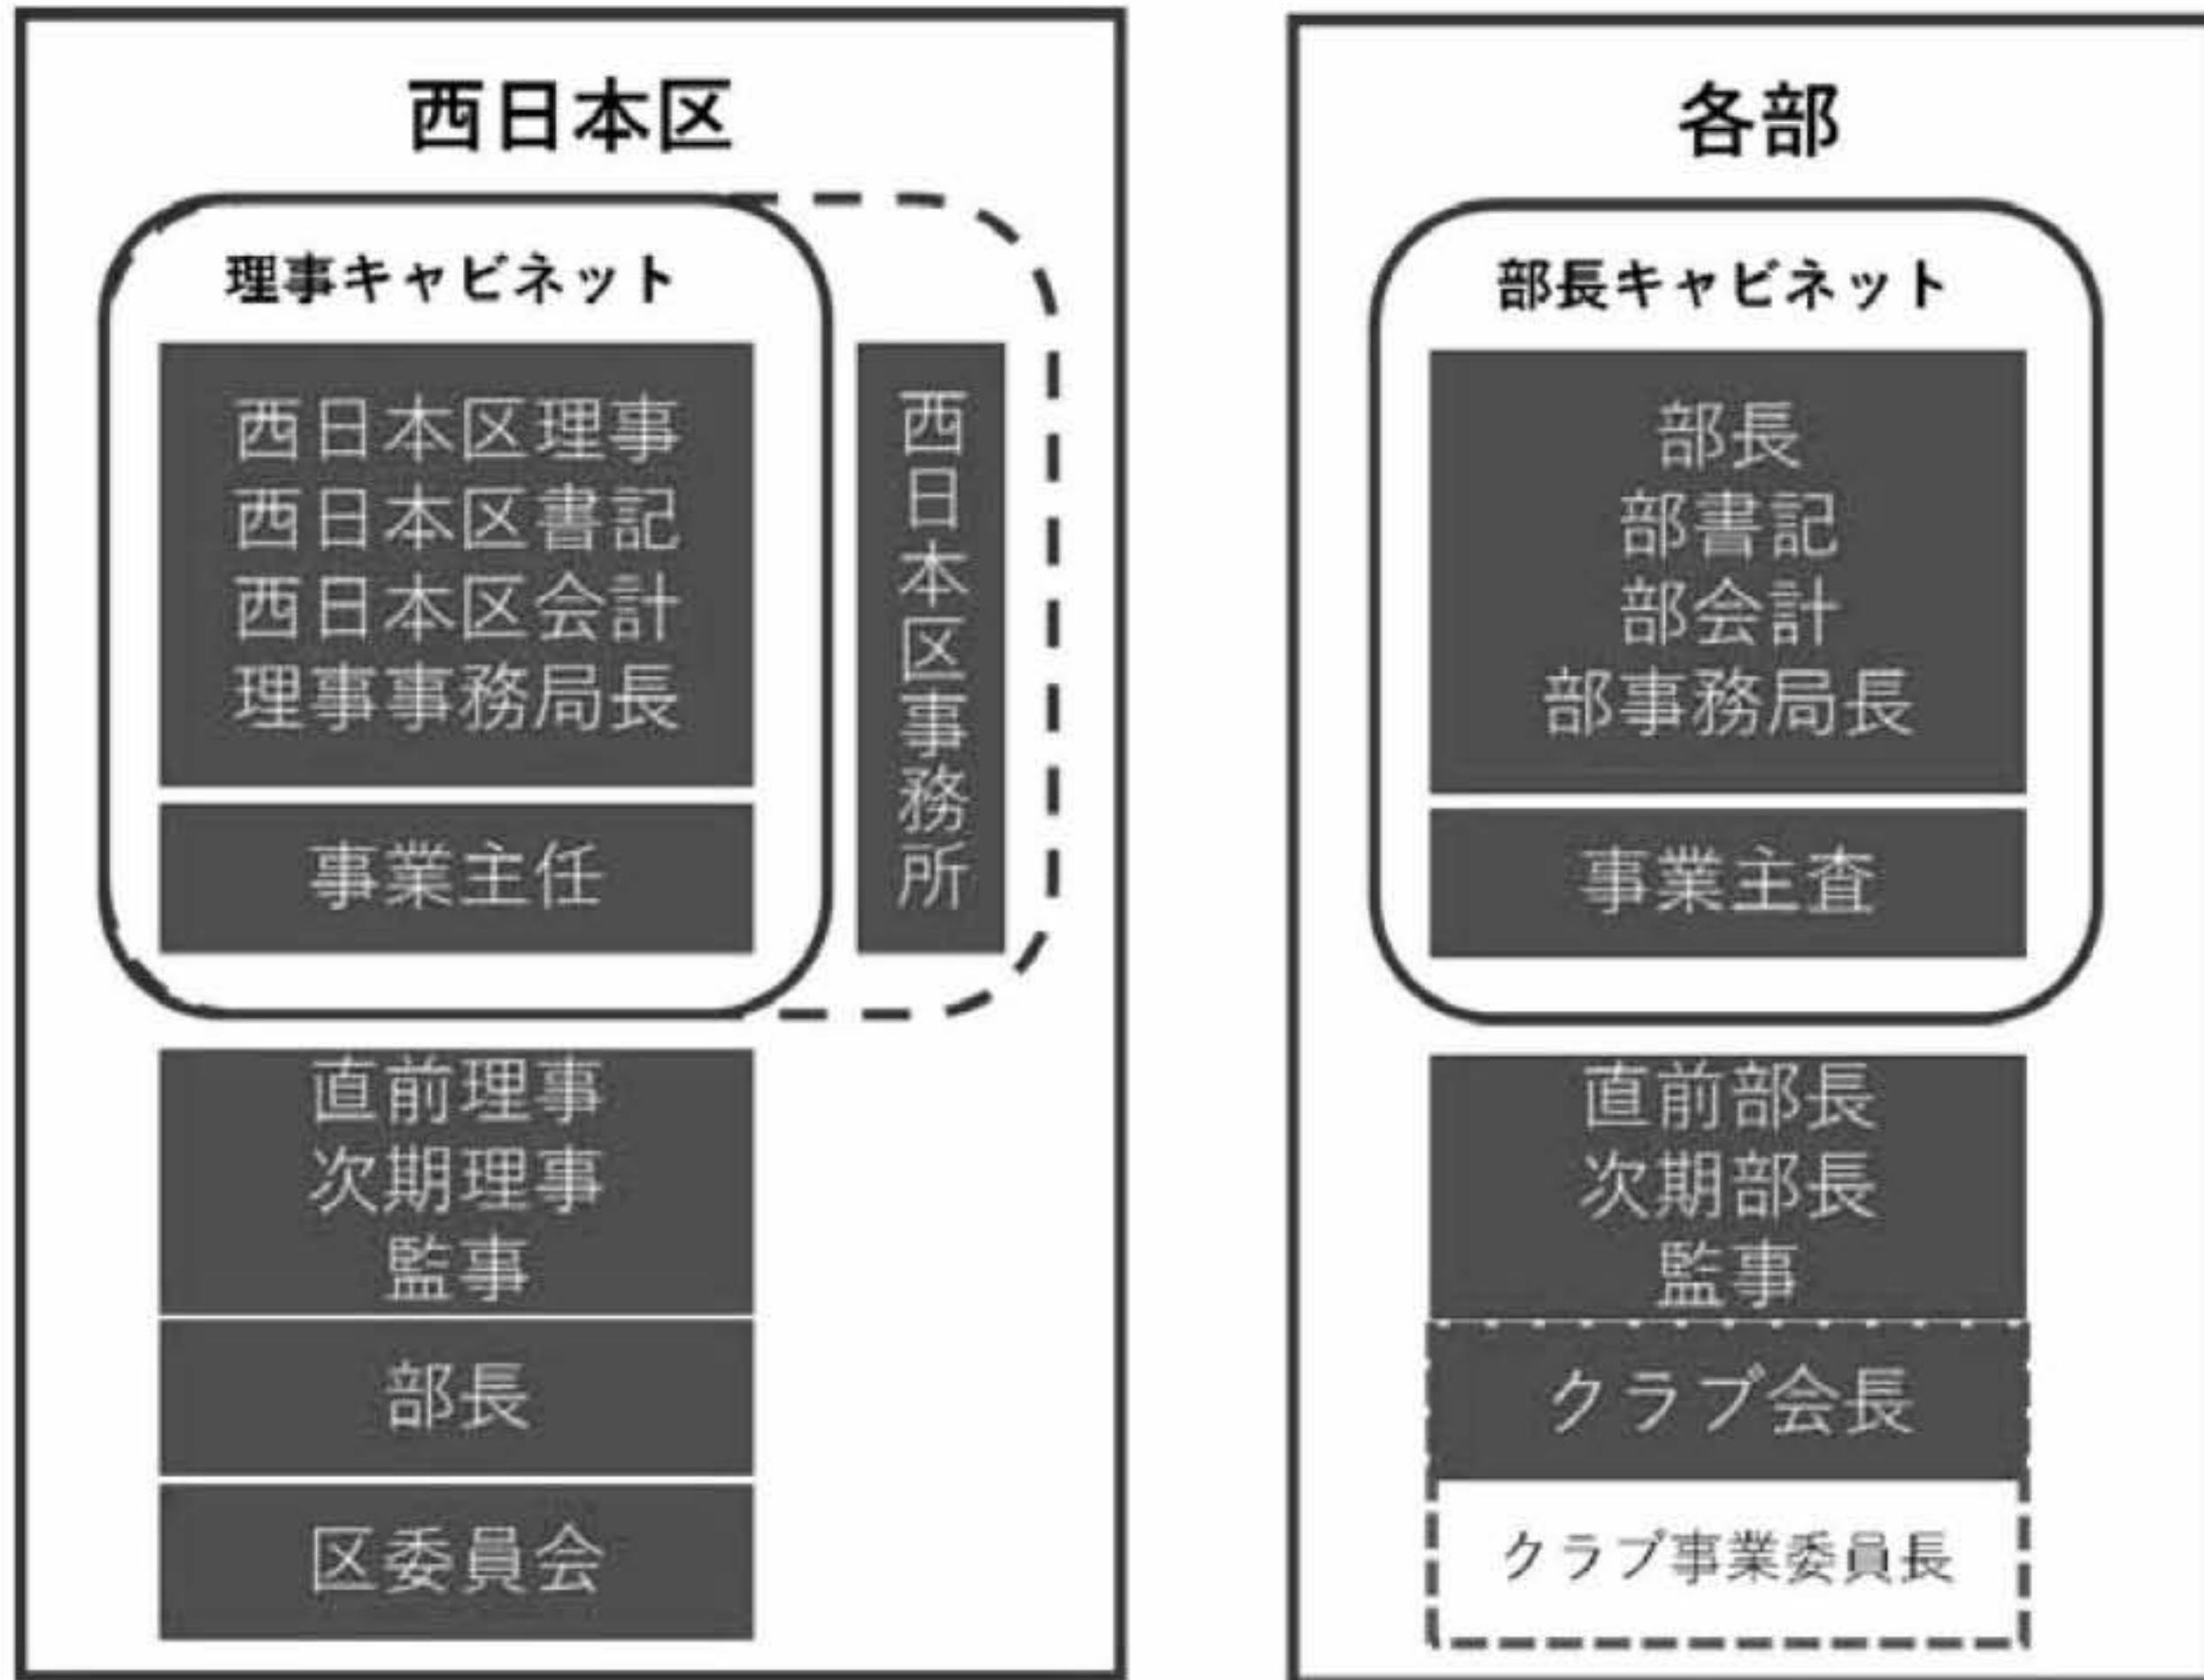 西日本区
理事キャビネット
西日本区理事
西日本区書記
西日本区会計
理事事務局長
事業主任
西日本区事務所
直前理事
次期理事
監事
部長
区委員会
各部
部長キャビネット
部長
部書記
部会計
部事務局長
事業主査
直前部長
次期部長
監事
クラブ会長
クラブ事業委員長